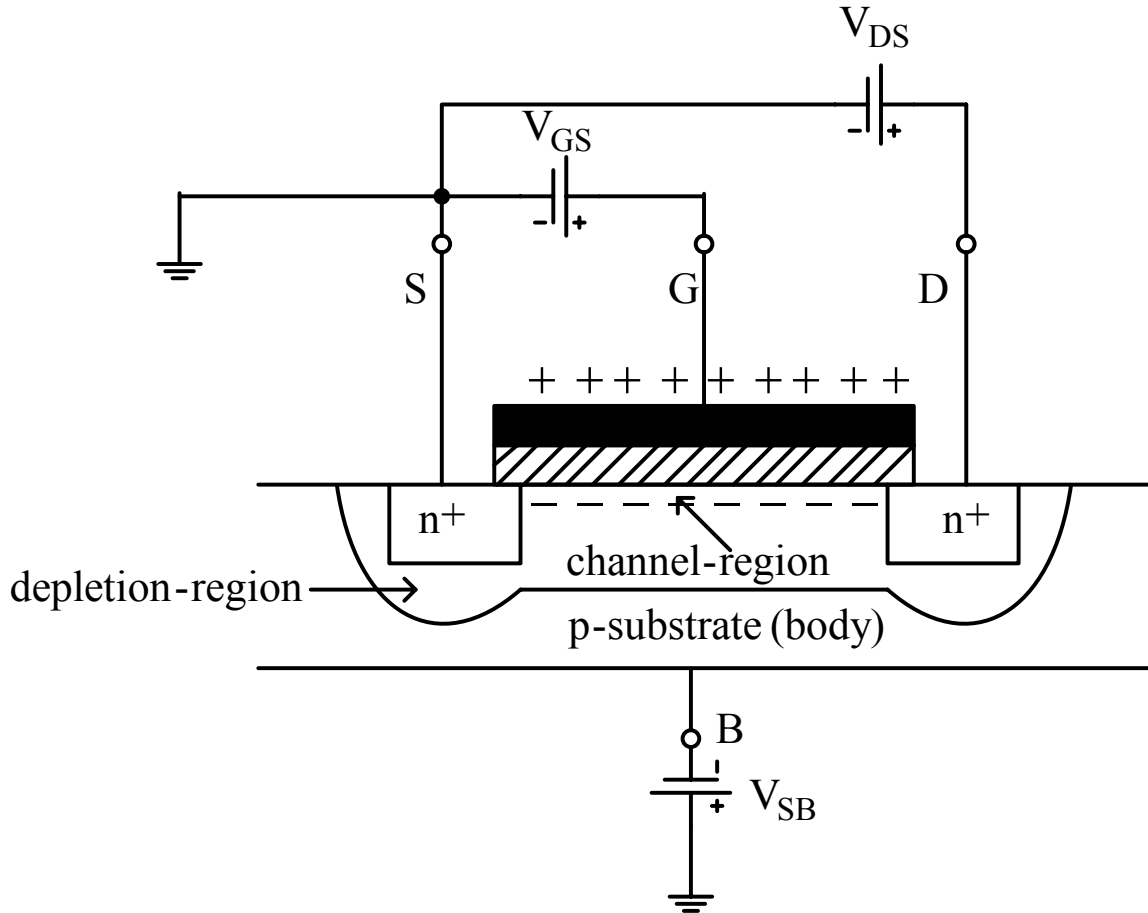 V_DS
V_GS
- +
- +
S G D
+ + + + + + + + +
n+ – – – – – – – – – n+
channel-region
depletion-region
p-substrate (body)
B
-
V_SB
+